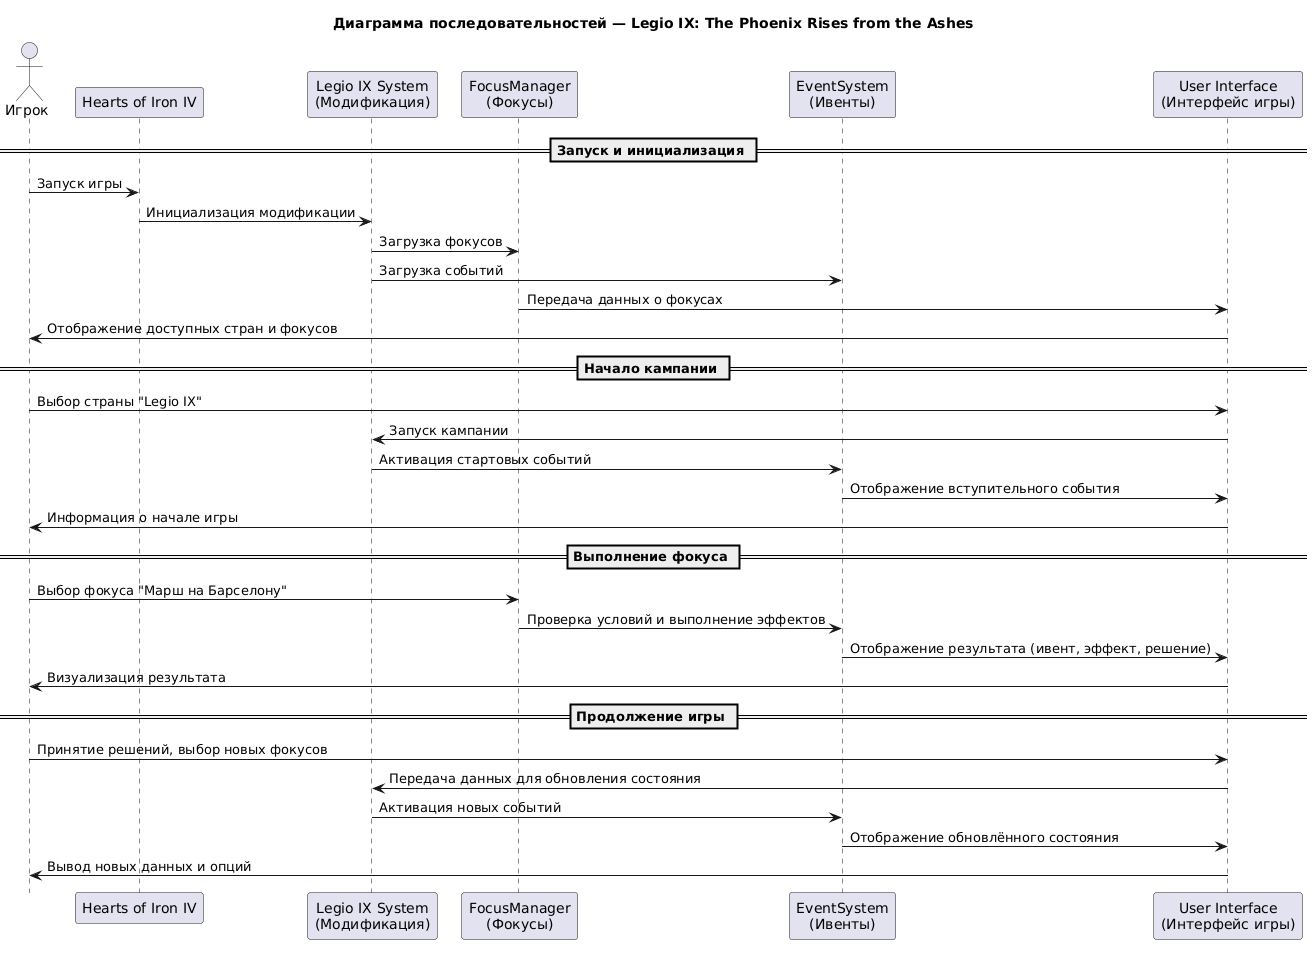 Диаграмма последовательностей — Legio IX: The Phoenix Rises from the Ashes
Игрок
Hearts of Iron IV
Legio IX System
(Модификация)
FocusManager
(Фокусы)
EventSystem
(Ивенты)
User Interface
(Интерфейс игры)
Запуск и инициализация
Запуск игры
Инициализация модификации
Загрузка фокусов
Загрузка событий
Передача данных о фокусах
Отображение доступных стран и фокусов
Начало кампании
Выбор страны "Legio IX"
Запуск кампании
Активация стартовых событий
Отображение вступительного события
Информация о начале игры
Выполнение фокуса
Выбор фокуса "Марш на Барселону"
Проверка условий и выполнение эффектов
Отображение результата (ивент, эффект, решение)
Визуализация результата
Продолжение игры
Принятие решений, выбор новых фокусов
Передача данных для обновления состояния
Активация новых событий
Отображение обновлённого состояния
Вывод новых данных и опций
Hearts of Iron IV
Legio IX System
(Модификация)
FocusManager
(Фокусы)
EventSystem
(Ивенты)
User Interface
(Интерфейс игры)